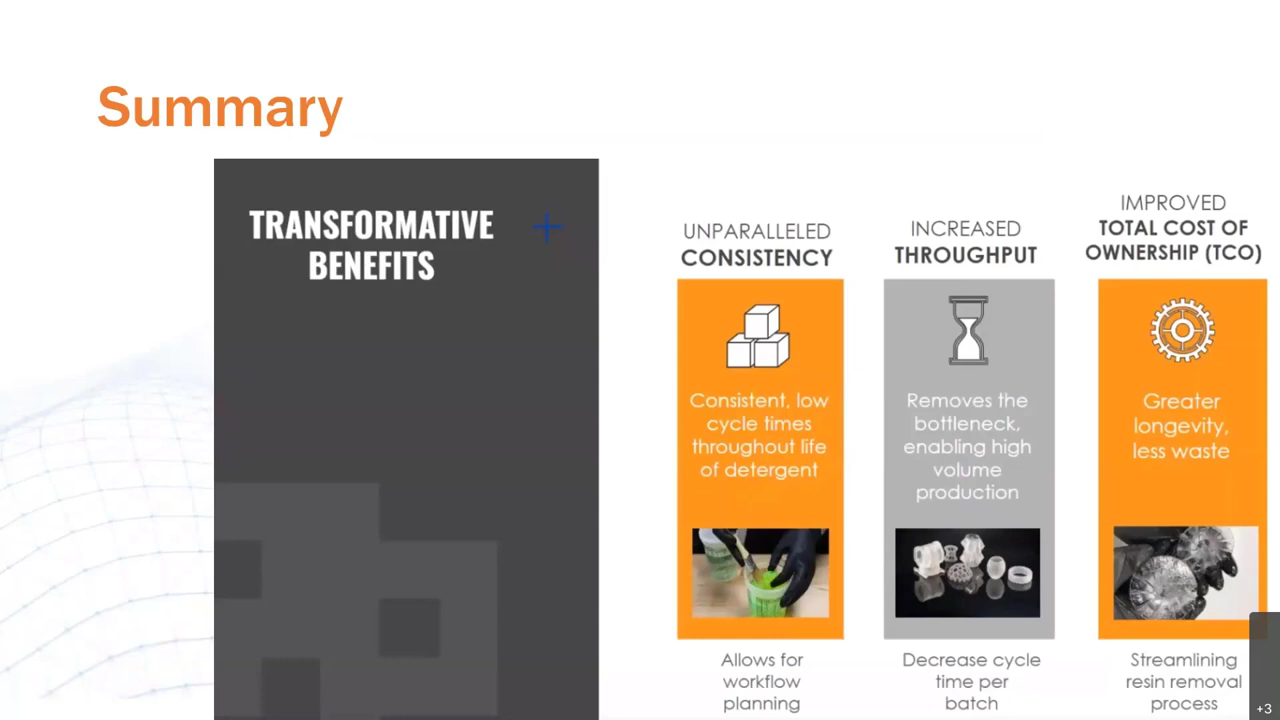 Summary
TRANSFORMATIVE
BENEFITS
UNPARALLELED
CONSISTENCY
Consistent, low
cycle times
throughout life
of detergent
Allows for
workflow
planning
INCREASED
THROUGHPUT
Removes the
bottleneck,
enabling high
volume
production
Decrease cycle
time per
batch
IMPROVED
TOTAL COST OF
OWNERSHIP (TCO)
Greater
longevity,
less waste
Streamlining
resin removal
process
+3